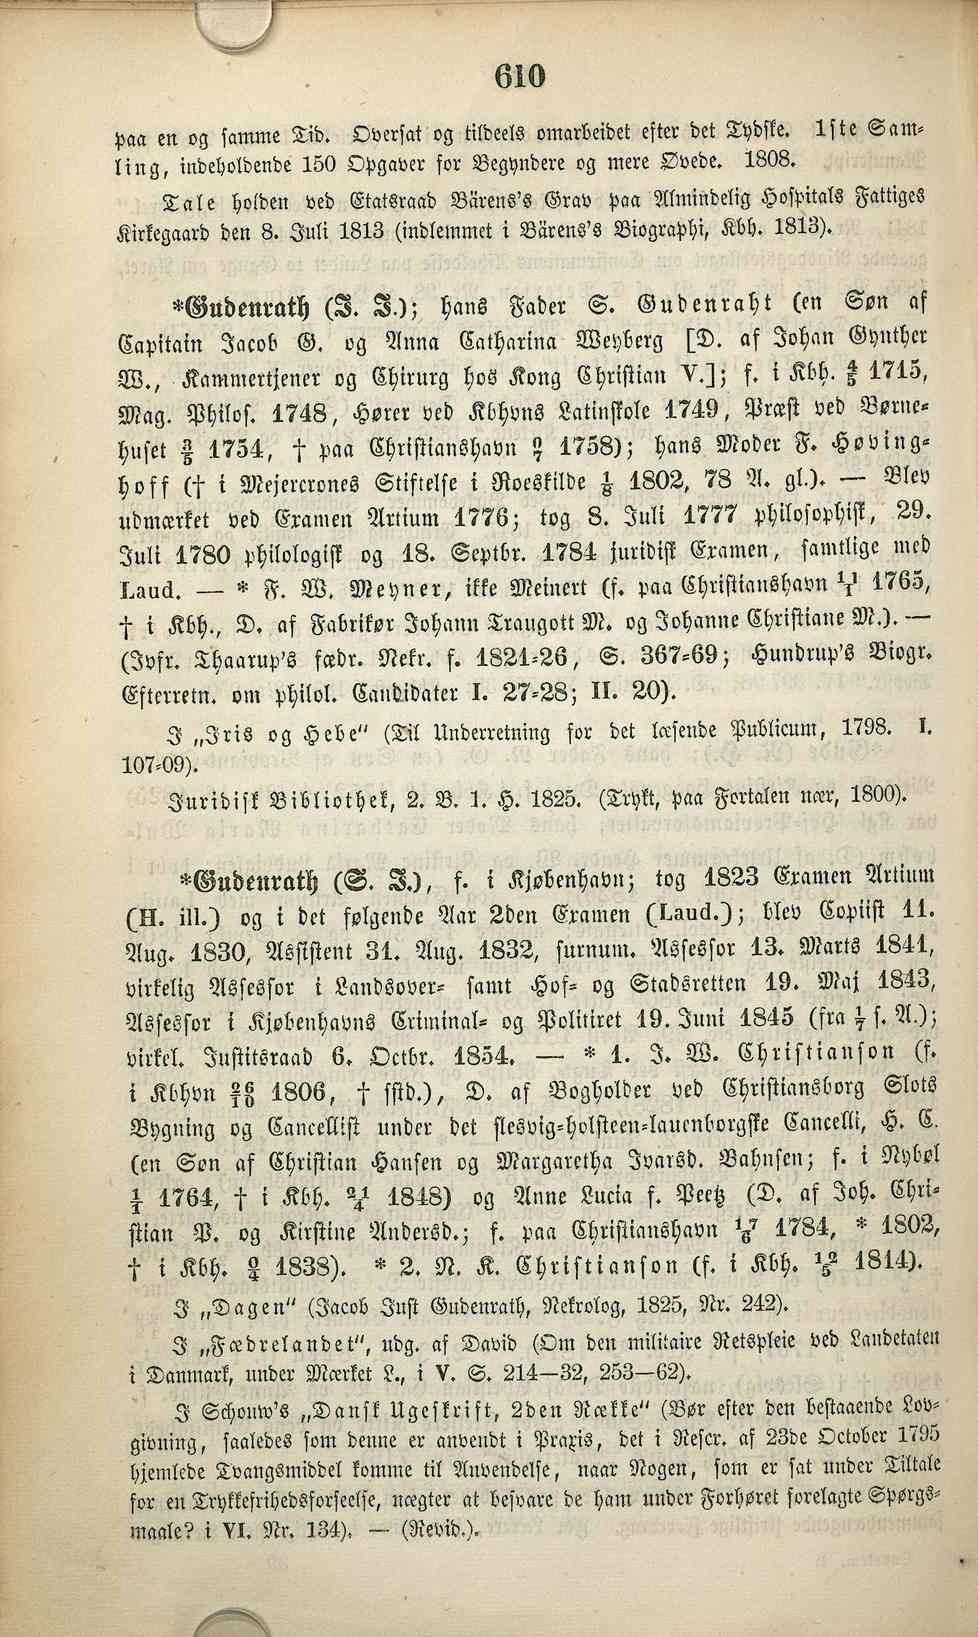 610
paa en og samme Tid. Oversat og tildeels omarbeidet efter det Tydske. 1ste Sam-
ling, indeholdende 150 Opgaver for Begyndere og mere Øvede. 1808.
Tale holden ved Etatsraad Bärens's Grav paa Almindelig Hospitals Fattiges
Kirkegaard den 8. Juli 1813 (indlemmet i Bärens's Biographi, Kbh. 1813).
*Gudenrath (J. J.); hans Fader S. Gudenraht (en Søn af
Capitain Jacob G. og Anna Catharina Weyberg [D. af Johan Gynther
W., Kammertjener og Chirurg hos Kong Christian V.]; f. i Kbh. 4/5 1715,
Mag. Philos. 1748, Hører ved Kbhvns Latinskole 1749, Præst ved Børne-
huset 1754, † paa Christianshavn 1758); hans Moder F. Høving-
hoff († i Mejercrones Stiftelse i Roeskilde 1802, 78 A. gl.). — Blev
udmærket ved Examen Artium 1776; tog 8. Juli 1777 philosophisk, 29.
Juli 1780 philologisk og 18. Septbr. 1784 juridisk Examen, samtlige med
Laud. — * F. W. Meyner, ikke Meinert (f. paa Christianshavn 1765,
† i Kbh., D. af Fabrikør Johann Traugott M. og Johanne Christiane M.). —
(Jvfr. Thaarup's fædr. Nekr. f. 1821-26, S. 367-69; Hundrup's Biogr.
Efterretn. om philol. Candidater I. 27-28; II. 20).
I „Iris og Hebe“ (Til Underretning for det læsende Publicum, 1798. I.
107-09).
Juridisk Bibliothek, 2. B. 1. H. 1825. (Trykt, paa Fortalen nær, 1800).
*Gudenrath (S. J.), f. i Kjøbenhavn; tog 1823 Examen Artium
(H. ill.) og i det følgende Aar 2den Examen (Laud.); blev Copiist 11.
Aug. 1830, Assistent 31. Aug. 1832, surnum. Assessor 13. Marts 1841,
virkelig Assessor i Landsover- samt Hof- og Stadsretten 19. Maj 1843,
Assessor i Kjøbenhavns Criminal- og Politiret 19. Juni 1845 (fra 1/7 s. A.);
virkel. Justitsraad 6. Octbr. 1854. — * 1. J. W. Christianson (f.
i Kbhvn 26/10 1806, † sstd.), D. af Bogholder ved Christiansborg Slots
Bygning og Cancellist under det slesvig-holsteen-lauenborgske Cancelli, H. C.
(en Søn af Christian Hansen og Margaretha Ivarsd. Bahnsen; f. i Nybøl
1764, † i Kbh. 21/4 1848) og Anne Lucia f. Peetz (D. af Joh. Chri-
stian P. og Kirstine Andersd.; f. paa Christianshavn 17/6 1784, * 1802,
† i Kbh. 1838). * 2. N. K. Christianson (f. i Kbh. 12/5 1814).
I „Dagen“ (Jacob Just Gudenrath, Nekrolog, 1825, Nr. 242).
I „Fædrelandet“, udg. af David (Om den militaire Retspleie ved Landetaten
i Danmark, under Mærket L., i V. S. 214—32, 253—62).
I Schouw's „Dansk Ugeskrift, 2den Række“ (Bør efter den bestaaende Lov-
givning, saaledes som denne er anvendt i Praxis, det i Rescr. af 23de October 1795
hjemlede Tvangsmiddel komme til Anvendelse, naar Nogen, som er sat under Tiltale
for en Trykkefrihedsforseelse, nægter at besvare de ham under Forhøret forelagte Spørgs-
maale? i VI. Nr. 134). — (Revid.).